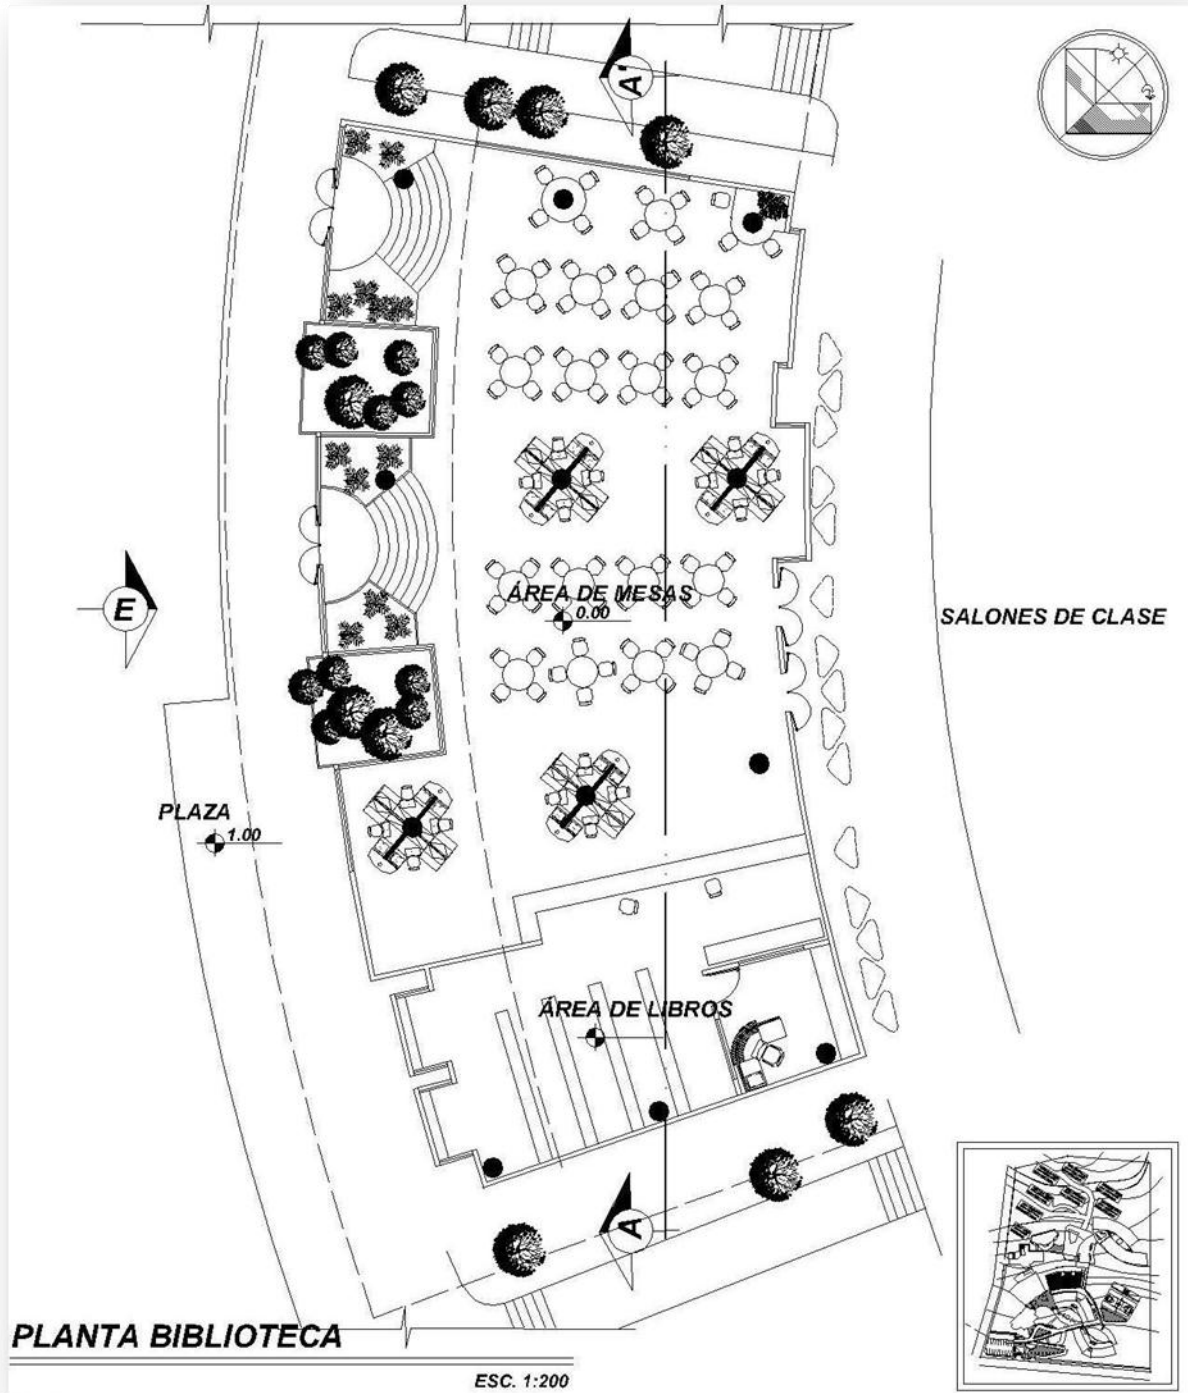 A'
ÁREA DE MESAS
0.00
E
SALONES DE CLASE
PLAZA
1.00
ÁREA DE LIBROS
A
PLANTA BIBLIOTECA
ESC. 1:200